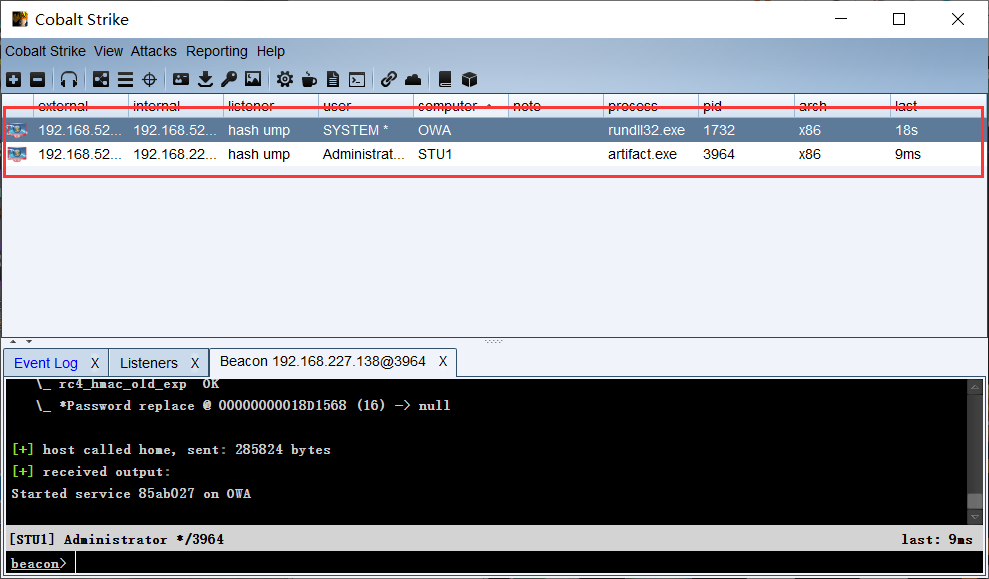 Cobalt Strike
Cobalt Strike View Attacks Reporting Help
external internal listener user computer note process pid arch last
192.168.52... 192.168.52... hash ump SYSTEM * OWA rundll32.exe 1732 x86 18s
192.168.52... 192.168.22... hash ump Administrat... STU1 artifact.exe 3964 x86 9ms
Event Log X Listeners X Beacon 192.168.227.138@3964 X
\_ rc4_hmac_old_exp OK
\_ *Password replace @ 00000000018D1568 (16) -> null
[+] host called home, sent: 285824 bytes
[+] received output:
Started service 85ab027 on OWA
[STU1] Administrator */3964 last: 9ms
beacon>